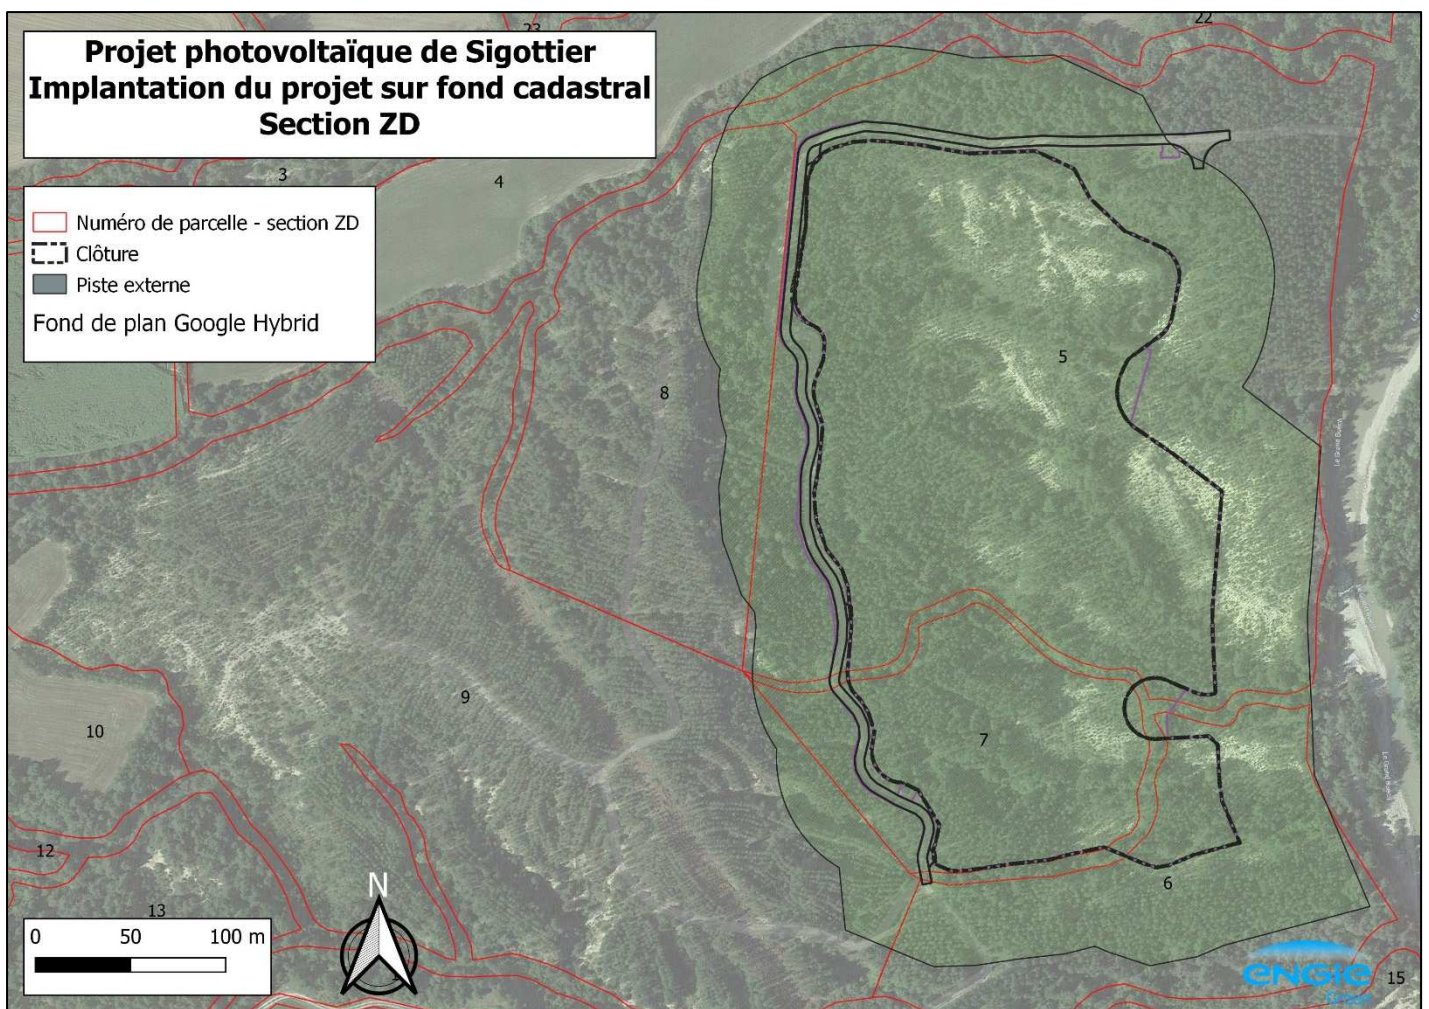 22
23
Projet photovoltaïque de Sigottier
Implantation du projet sur fond cadastral
Section ZD
3
4
Numéro de parcelle - section ZD
Clôture
Piste externe
Fond de plan Google Hybrid
5
8
9
10
7
12
6
13
N
0 50 100 m
ENGIE
15